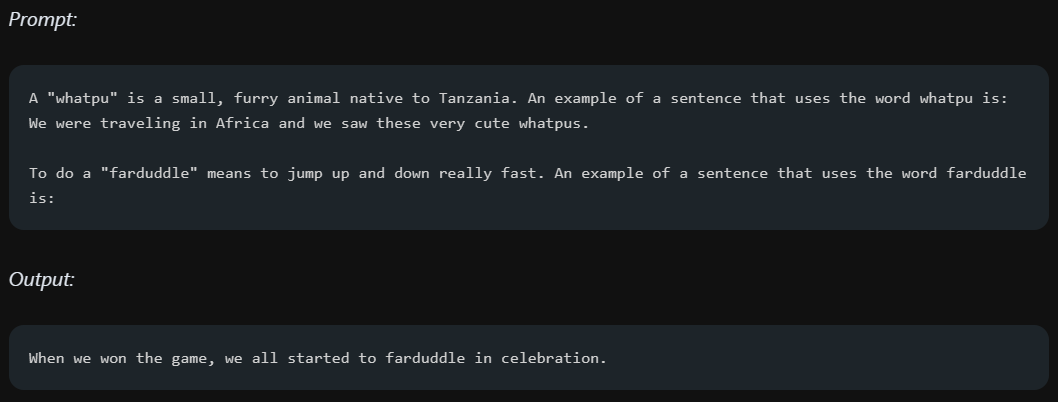 Prompt:
A "whatpu" is a small, furry animal native to Tanzania. An example of a sentence that uses the word whatpu is:
We were traveling in Africa and we saw these very cute whatpus.
To do a "farduddle" means to jump up and down really fast. An example of a sentence that uses the word farduddle
is:
Output:
When we won the game, we all started to farduddle in celebration.